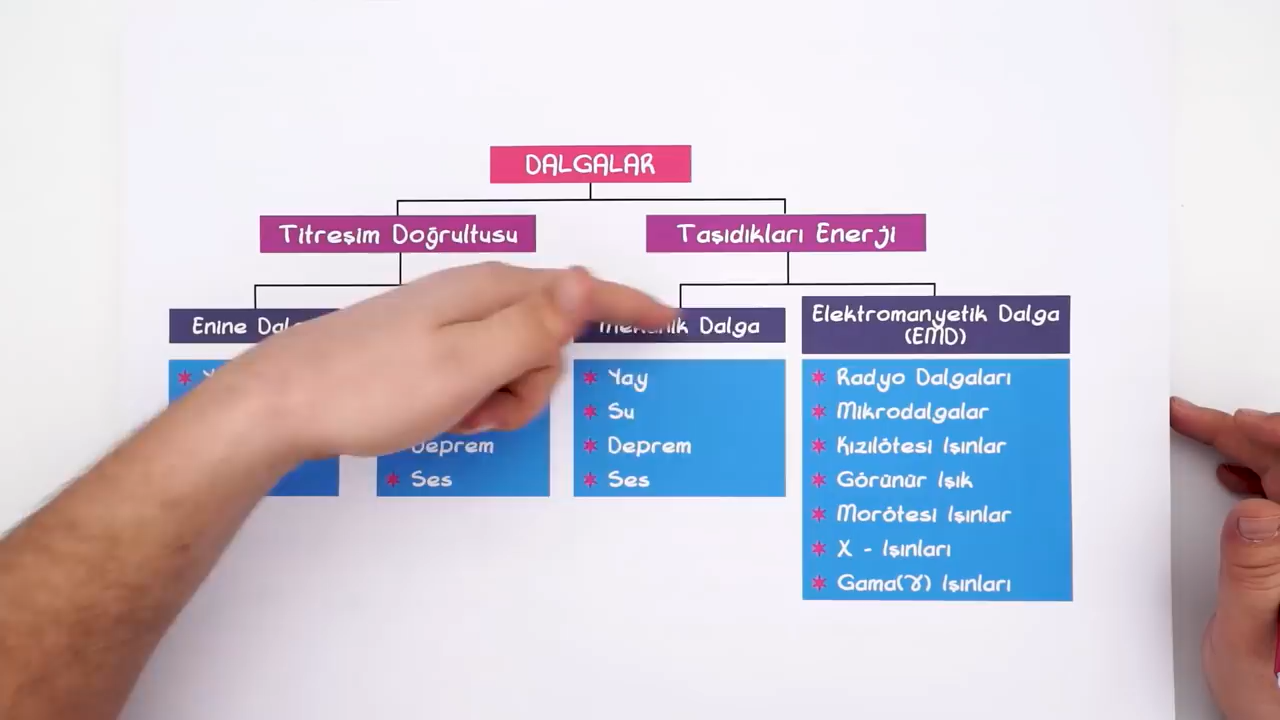 DALGALAR
Titreşim Doğrultusu
Taşıdıkları Enerji
Enine
Mekanik Dalga
Elektromanyetik Dalga
(EMD)
Deprem
Ses
Yay
Su
Deprem
Ses
Radyo Dalgaları
Mikrodalgalar
Kızılötesi Işınlar
Görünür Işık
Morötesi Işınlar
X - Işınları
Gama(γ) Işınları